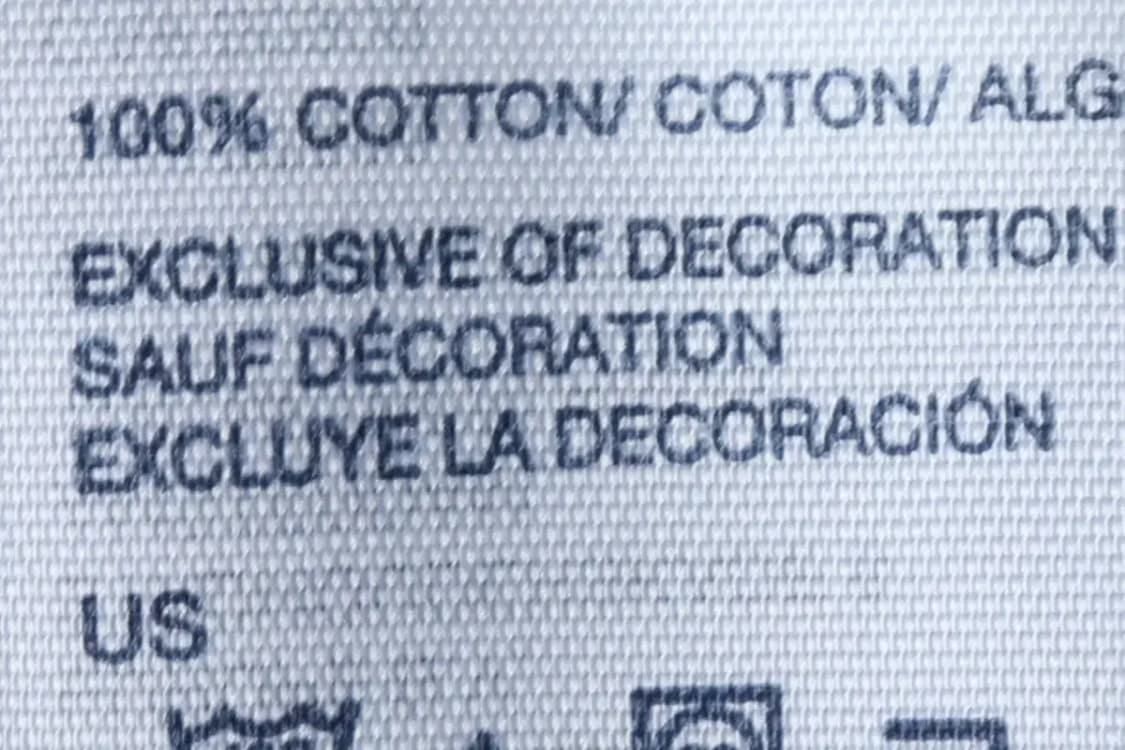 100% COTTON/ COTON/ ALG
EXCLUSIVE OF DECORATION
SAUF DÉCORATION
EXCLUYE LA DECORACIÓN
US